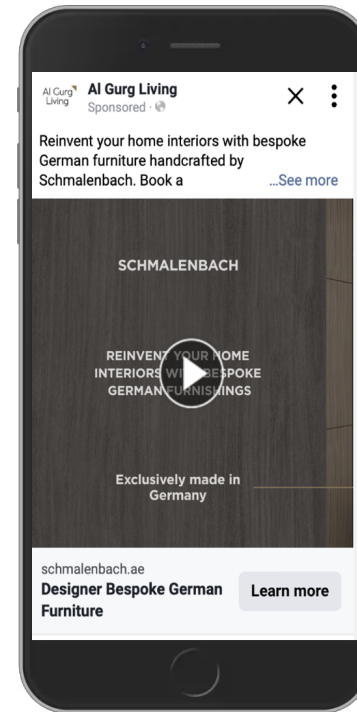 Al Gurg
Living
Al Gurg Living
Sponsored ·
Reinvent your home interiors with bespoke
German furniture handcrafted by
Schmalenbach. Book a ...See more
SCHMALENBACH
REINVENT YOUR HOME
INTERIORS WITH BESPOKE
GERMAN FURNISHINGS
Exclusively made in
Germany
schmalenbach.ae
Designer Bespoke German
Furniture
Learn more